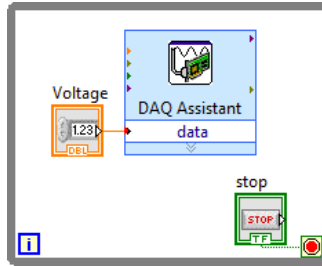 Voltage
1.23
DBL
DAQ Assistant
data
stop
STOP
TF
i